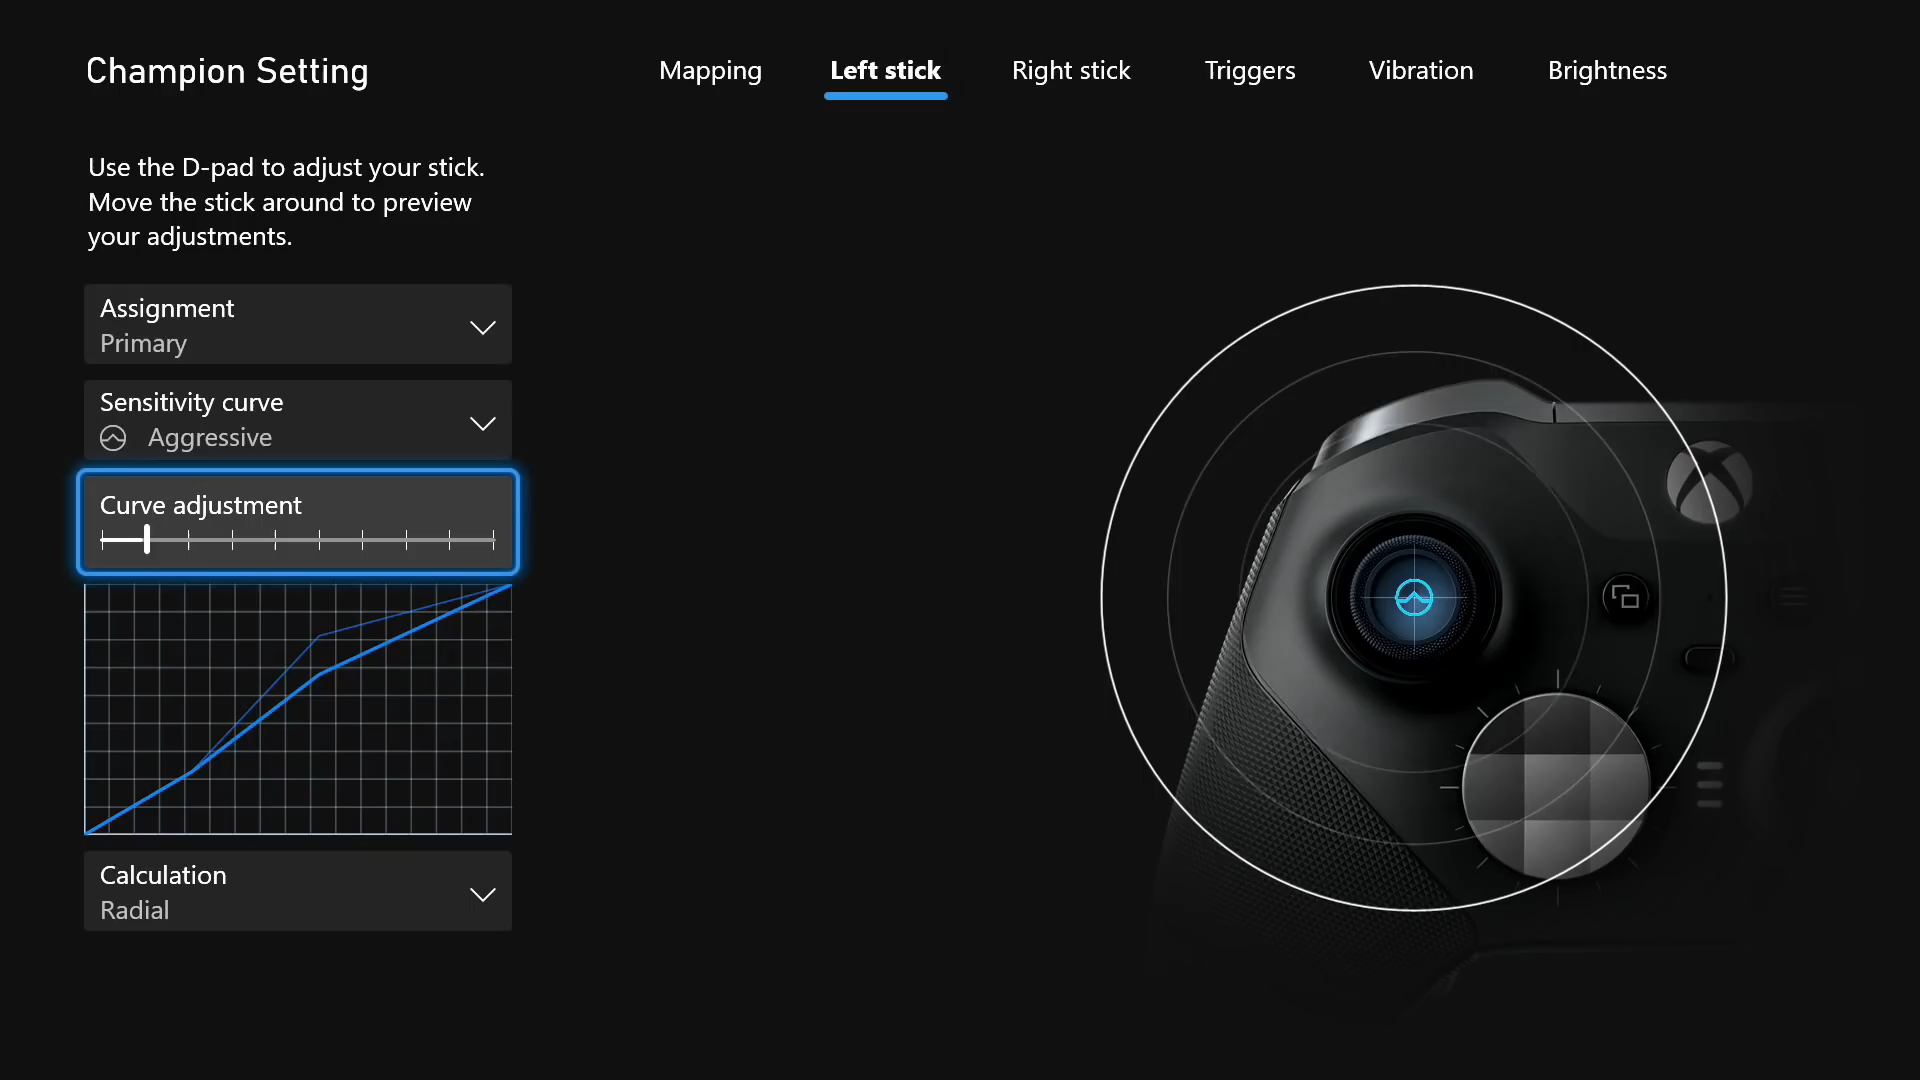 Champion Setting
Mapping
Left stick
Right stick
Triggers
Vibration
Brightness
Use the D-pad to adjust your stick.
Move the stick around to preview
your adjustments.
Assignment
Primary
Sensitivity curve
Aggressive
Curve adjustment
Calculation
Radial